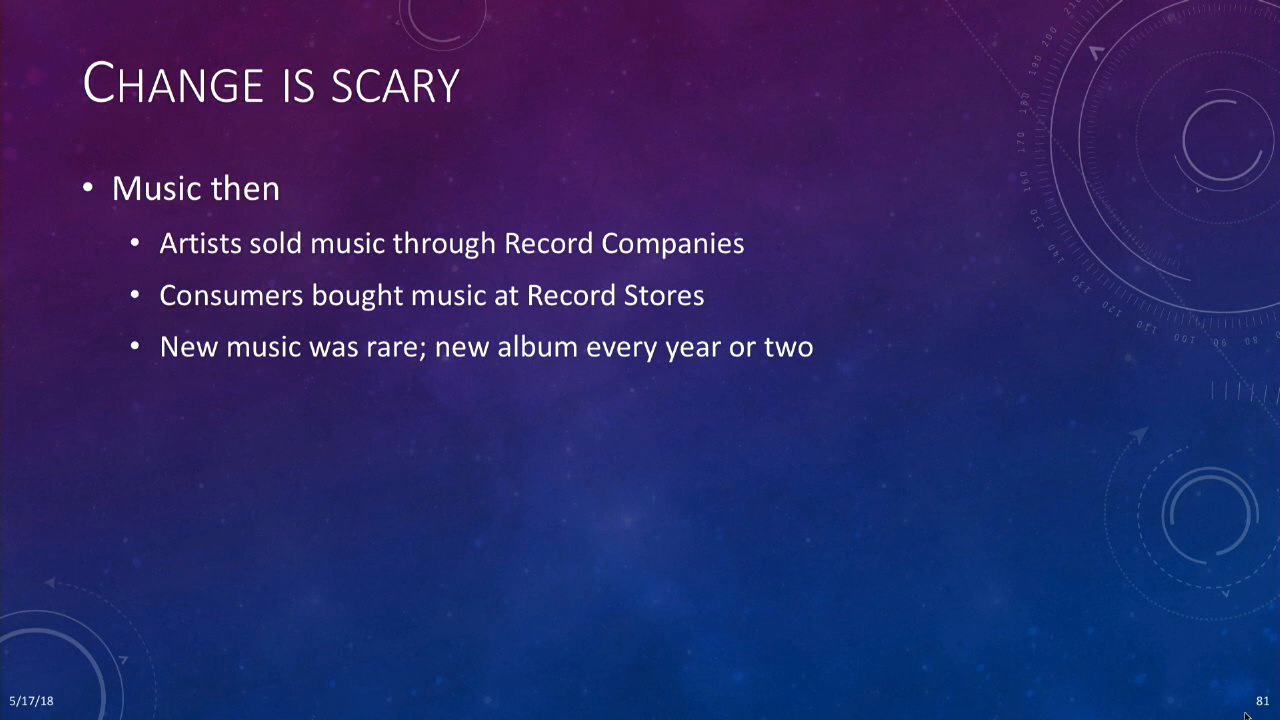 CHANGE IS SCARY
• Music then
• Artists sold music through Record Companies
• Consumers bought music at Record Stores
• New music was rare; new album every year or two
5/17/18
81